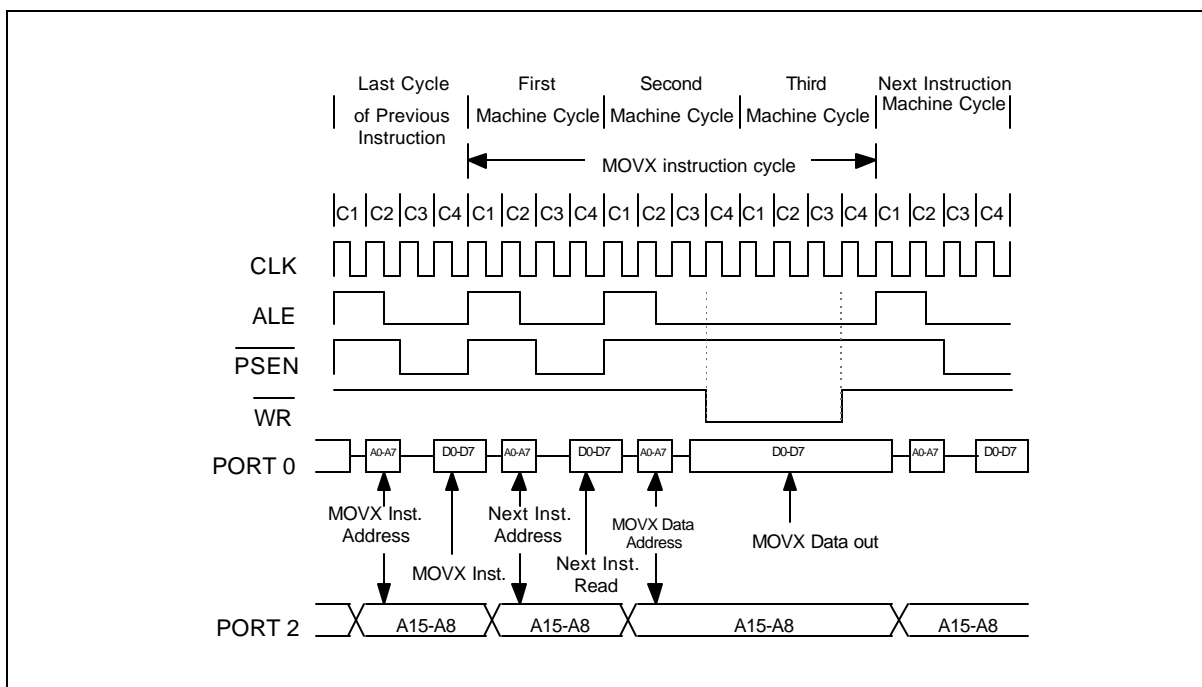 Last Cycle
of Previous
Instruction
First
Machine Cycle
Second
Machine Cycle
Third
Machine Cycle
Next Instruction
Machine Cycle
MOVX instruction cycle
C1 C2 C3 C4 C1 C2 C3 C4 C1 C2 C3 C4 C1 C2 C3 C4 C1 C2 C3 C4
CLK
ALE
PSEN
WR
PORT 0
A0-A7 D0-D7 A0-A7 D0-D7 A0-A7 D0-D7 A0-A7 D0-D7
MOVX Inst.
Address
MOVX Inst.
Next Inst.
Address
Next Inst.
Read
MOVX Data
Address
MOVX Data out
PORT 2
A15-A8 A15-A8 A15-A8 A15-A8